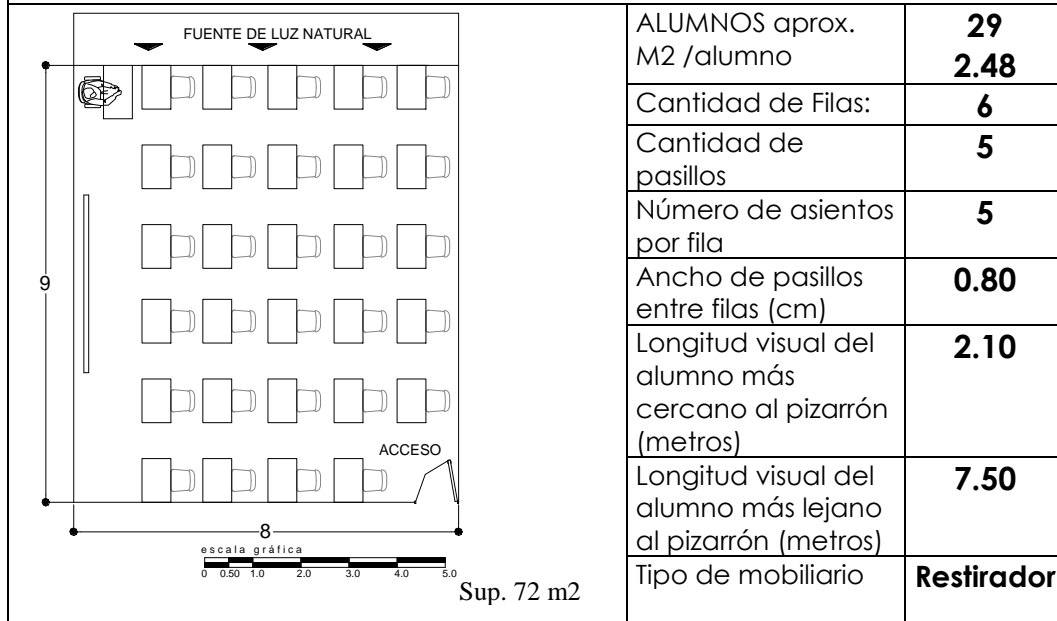 FUENTE DE LUZ NATURAL
9
ACCESO
8
escala gráfica
0 0.50 1.0 2.0 3.0 4.0 5.0
Sup. 72 m2
ALUMNOS aprox. 29
M2 /alumno 2.48
Cantidad de Filas: 6
Cantidad de 5
pasillos
Número de asientos 5
por fila
Ancho de pasillos 0.80
entre filas (cm)
Longitud visual del 2.10
alumno más
cercano al pizarrón
(metros)
Longitud visual del 7.50
alumno más lejano
al pizarrón (metros)
Tipo de mobiliario Restirador